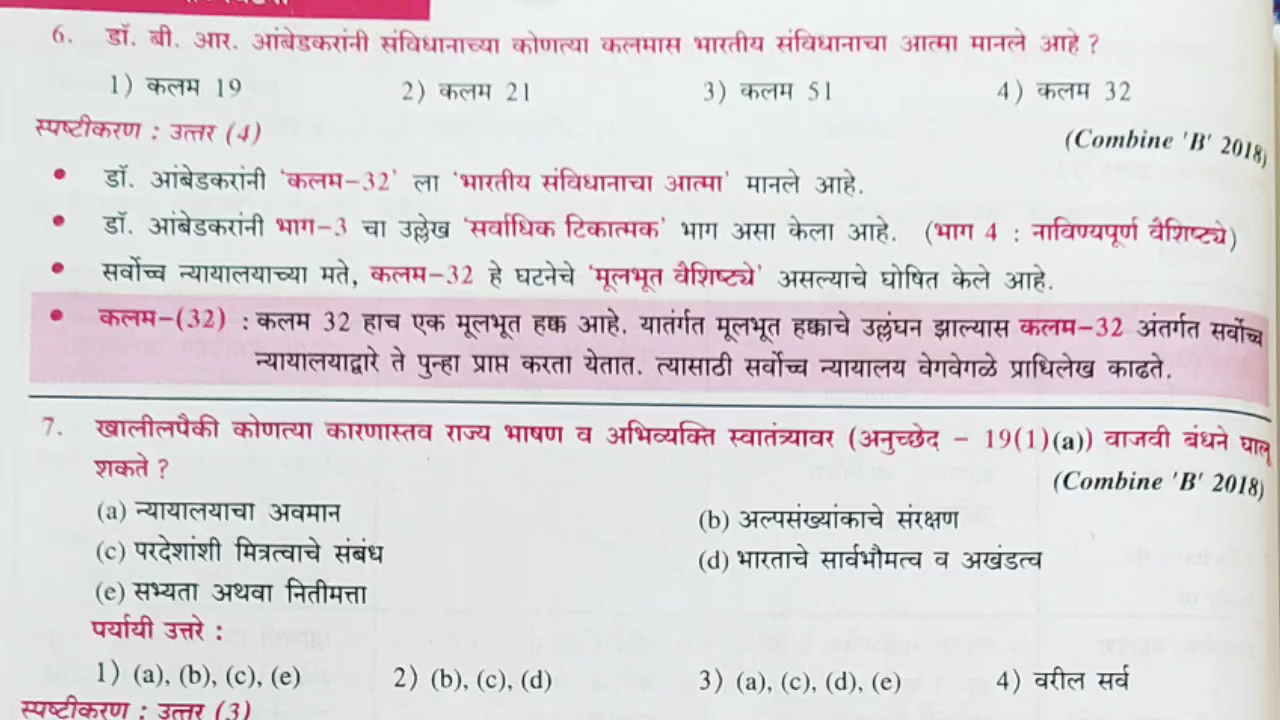 6. डॉ. बी. आर. आंबेडकरांनी संविधानाच्या कोणत्या कलमास भारतीय संविधानाचा आत्मा मानले आहे ?
1) कलम 19 2) कलम 21 3) कलम 51 4) कलम 32
स्पष्टीकरण : उत्तर (4) (Combine 'B' 2018)
• डॉ. आंबेडकरांनी 'कलम-32' ला 'भारतीय संविधानाचा आत्मा' मानले आहे.
• डॉ. आंबेडकरांनी भाग-3 चा उल्लेख 'सर्वाधिक टिकात्मक' भाग असा केला आहे. (भाग 4 : नाविण्यपूर्ण वैशिष्ट्ये)
• सर्वोच्च न्यायालयाच्या मते, कलम-32 हे घटनेचे 'मूलभूत वैशिष्ट्ये' असल्याचे घोषित केले आहे.
• कलम-(32) : कलम 32 हाच एक मूलभूत हक्क आहे. यातंर्गत मूलभूत हक्काचे उल्लंघन झाल्यास कलम-32 अंतर्गत सर्वोच्च
न्यायालयाद्वारे ते पुन्हा प्राप्त करता येतात. त्यासाठी सर्वोच्च न्यायालय वेगवेगळे प्राधिलेख काढते.
7. खालीलपैकी कोणत्या कारणास्तव राज्य भाषण व अभिव्यक्ति स्वातंत्र्यावर (अनुच्छेद - 19(1)(a)) वाजवी बंधने घालू
शकते ? (Combine 'B' 2018)
(a) न्यायालयाचा अवमान (b) अल्पसंख्यांकाचे संरक्षण
(c) परदेशांशी मित्रत्वाचे संबंध (d) भारताचे सार्वभौमत्व व अखंडत्व
(e) सभ्यता अथवा नितीमत्ता
पर्यायी उत्तरे :
1) (a), (b), (c), (e) 2) (b), (c), (d) 3) (a), (c), (d), (e) 4) वरील सर्व
स्पष्टीकरण : उत्तर (3)